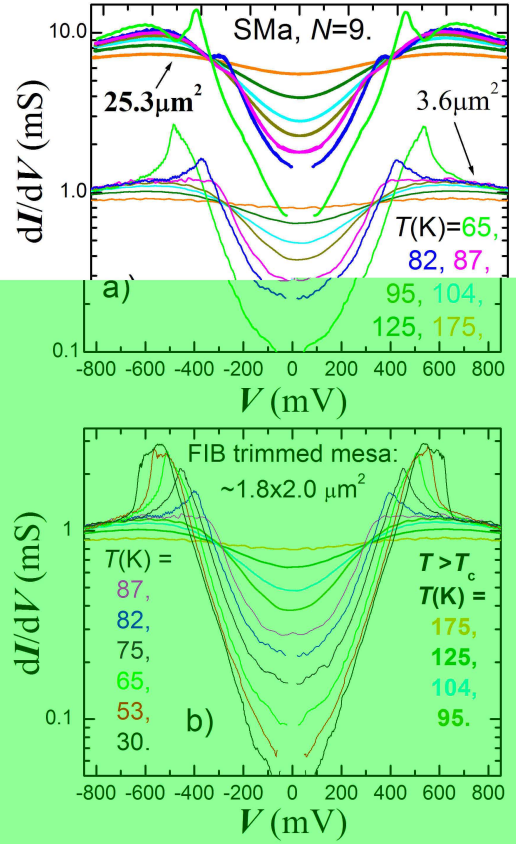 SMa, N=9.
10.0
25.3μm²
3.6μm²
dI/dV (mS)
1.0
T(K)=65,
82, 87,
a)
95, 104,
125, 175,
0.1
-800 -600 -400 -200 0 200 400 600 800
V (mV)
FIB trimmed mesa:
~1.8x2.0 μm²
1
dI/dV (mS)
T(K) =
87,
82,
75,
65,
53,
30.
T >Tc
T(K) =
175,
125,
104,
95.
b)
0.1
-800 -600 -400 -200 0 200 400 600 800
V (mV)